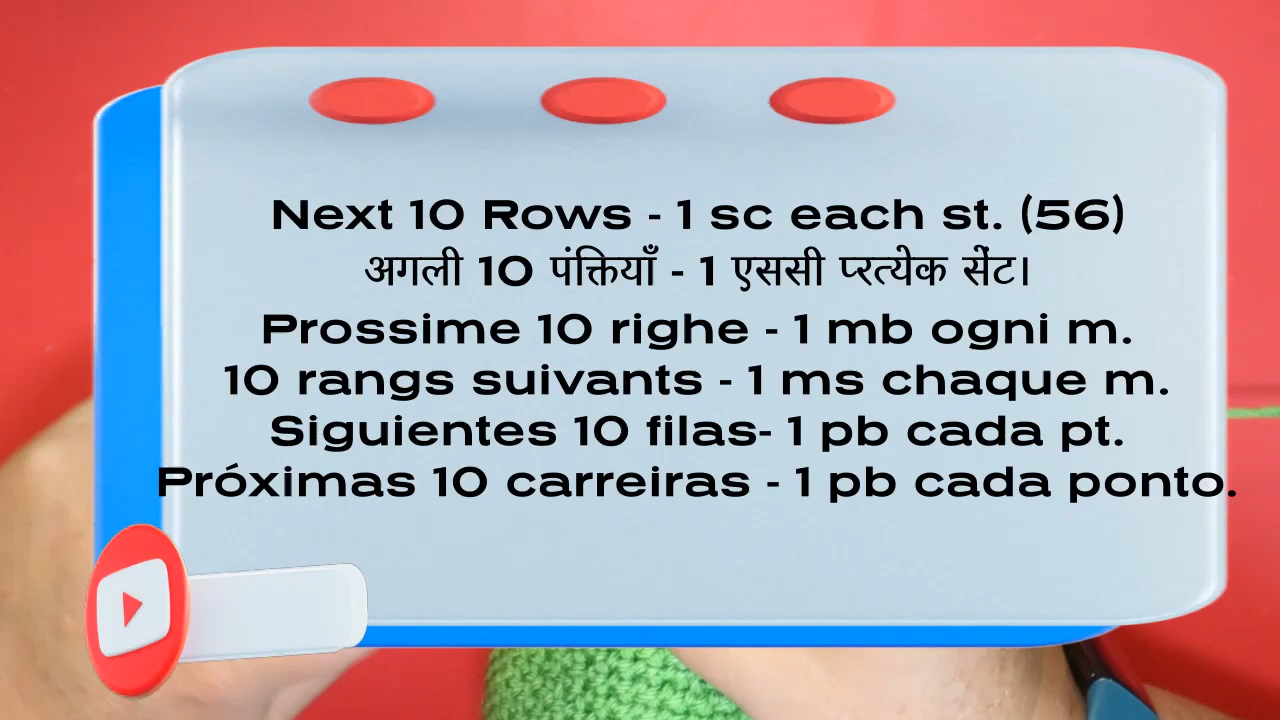 Next 10 Rows - 1 sc each st. (56)
अगली 10 पंक्तियाँ - 1 एससी प्रत्येक सेंट।
Prossime 10 righe - 1 mb ogni m.
10 rangs suivants - 1 ms chaque m.
Siguientes 10 filas- 1 pb cada pt.
Próximas 10 carreiras - 1 pb cada ponto.